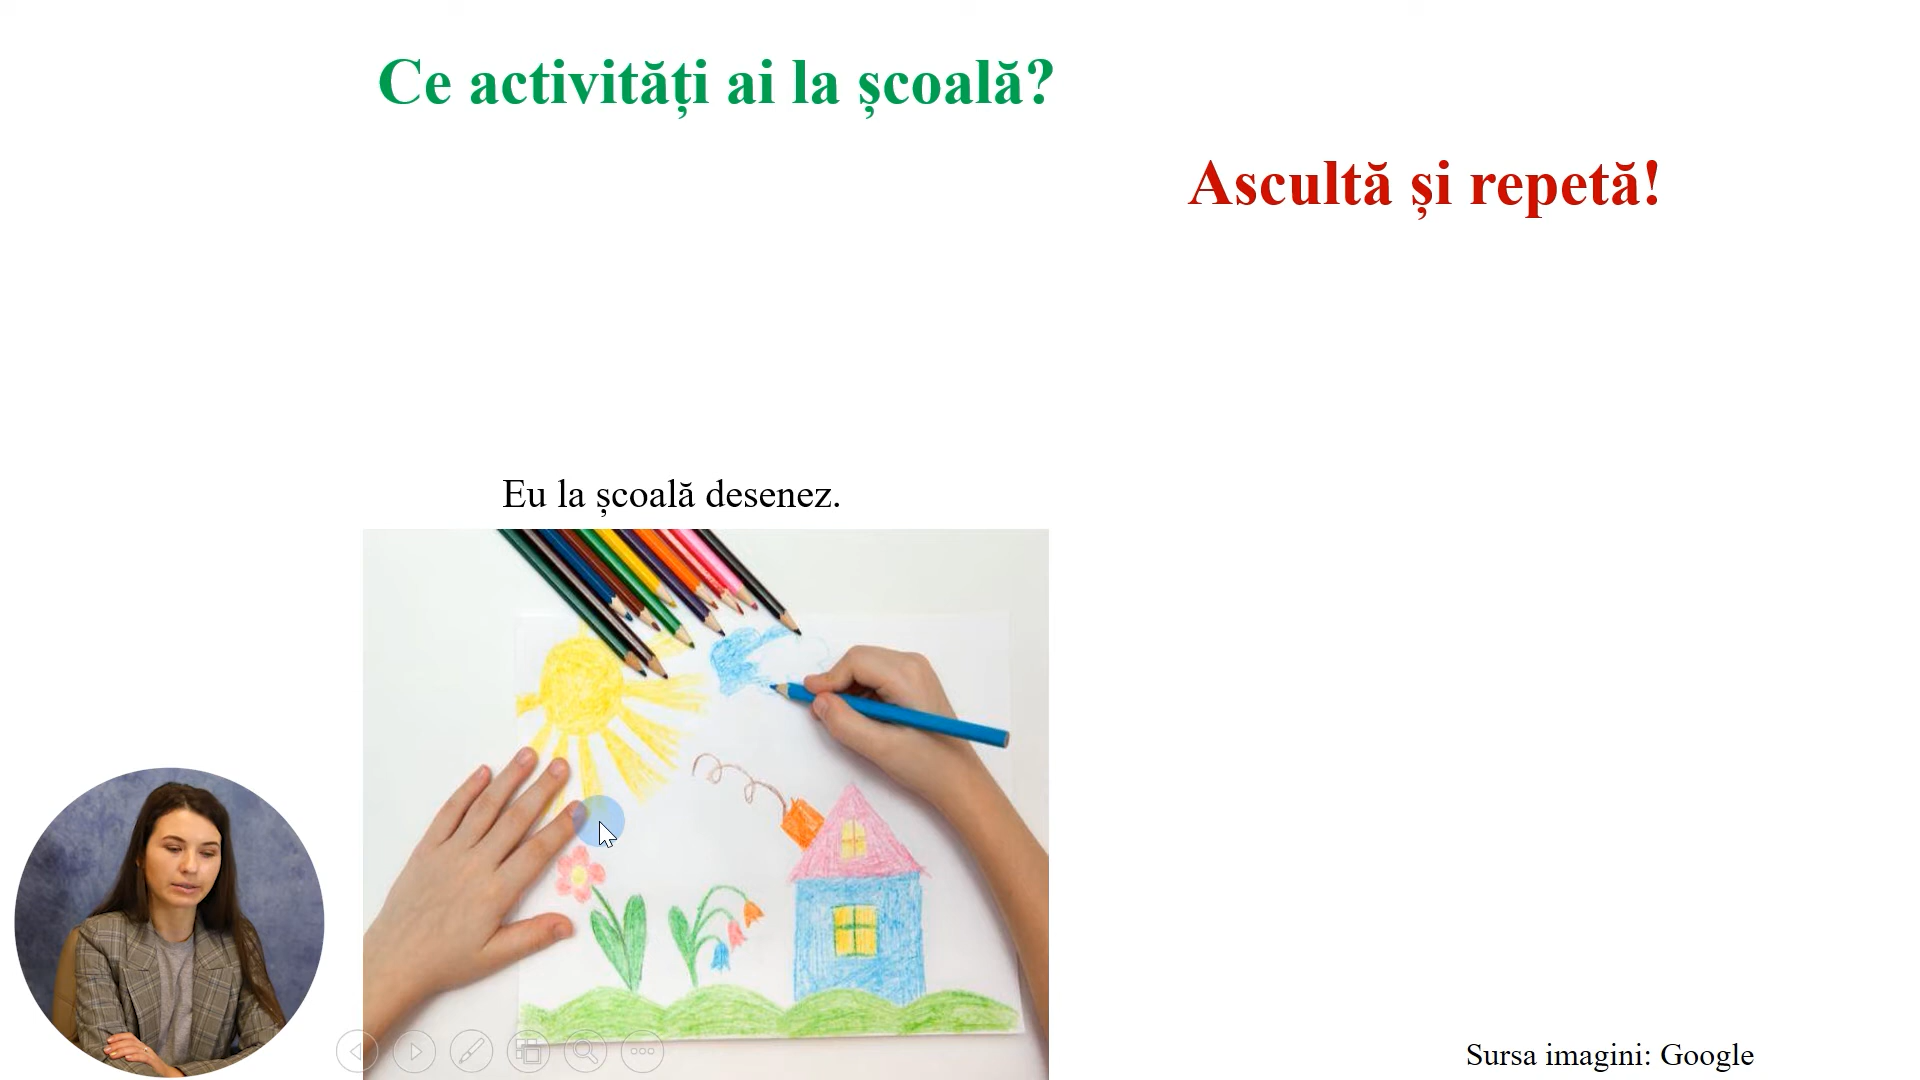 Ce activități ai la școală?
Ascultă și repetă!
Eu la școală desenez.
Sursa imagini: Google